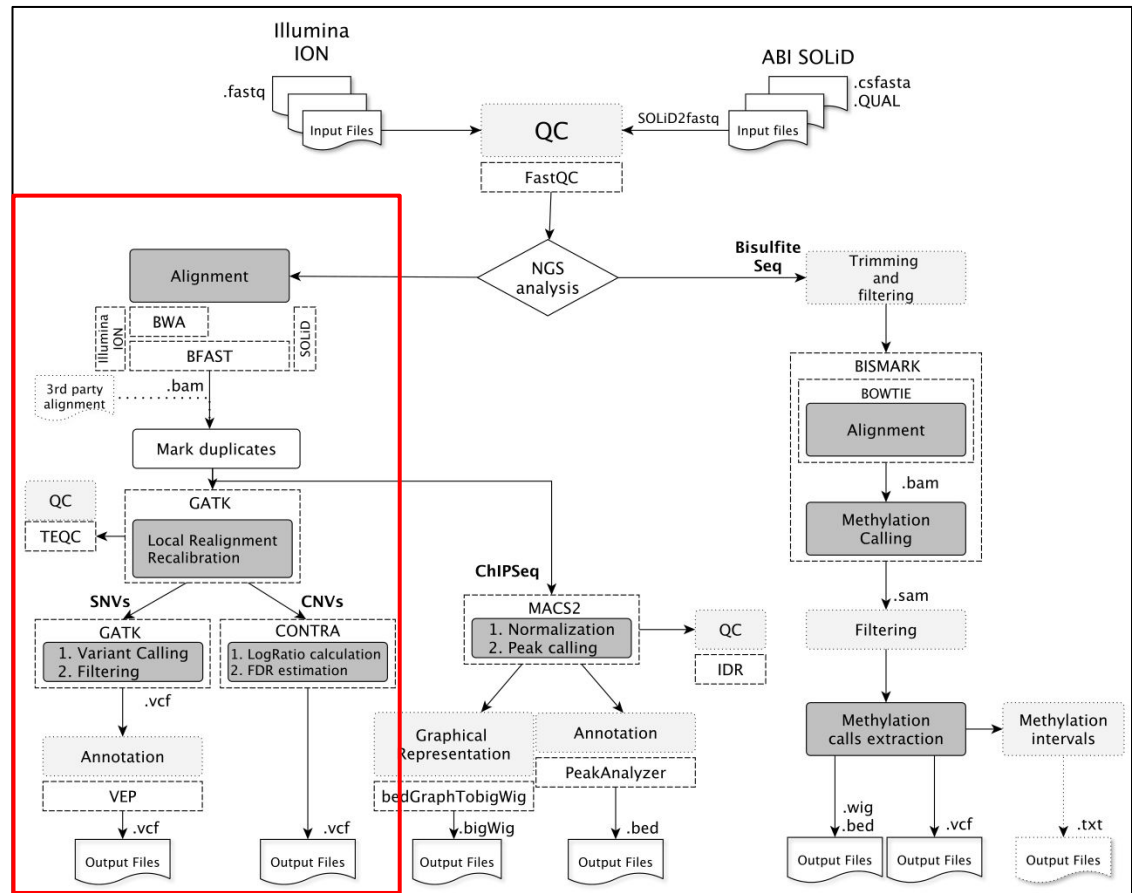 Illumina
ION
.fastq
Input Files
ABI SOLiD
.csfasta
.QUAL
Input files
SOLiD2fastq
QC
FastQC
NGS
analysis
Alignment
Illumina
ION
BWA
BFAST
SOLiD
3rd party
alignment
.bam
Mark duplicates
QC
TEQC
GATK
Local Realignment
Recalibration
SNVs
CNVs
GATK
1. Variant Calling
2. Filtering
CONTRA
1. LogRatio calculation
2. FDR estimation
.vcf
Annotation
VEP
.vcf
Output Files
.vcf
Output Files
ChIPSeq
MACS2
1. Normalization
2. Peak calling
QC
IDR
Graphical
Representation
bedGraphTobigWig
.bigWig
Output Files
Annotation
PeakAnalyzer
.bed
Output Files
Bisulfite
Seq
Trimming
and
filtering
BISMARK
BOWTIE
Alignment
.bam
Methylation
Calling
.sam
Filtering
Methylation
calls extraction
Methylation
intervals
.wig
.bed
Output Files
.vcf
Output Files
.txt
Output Files